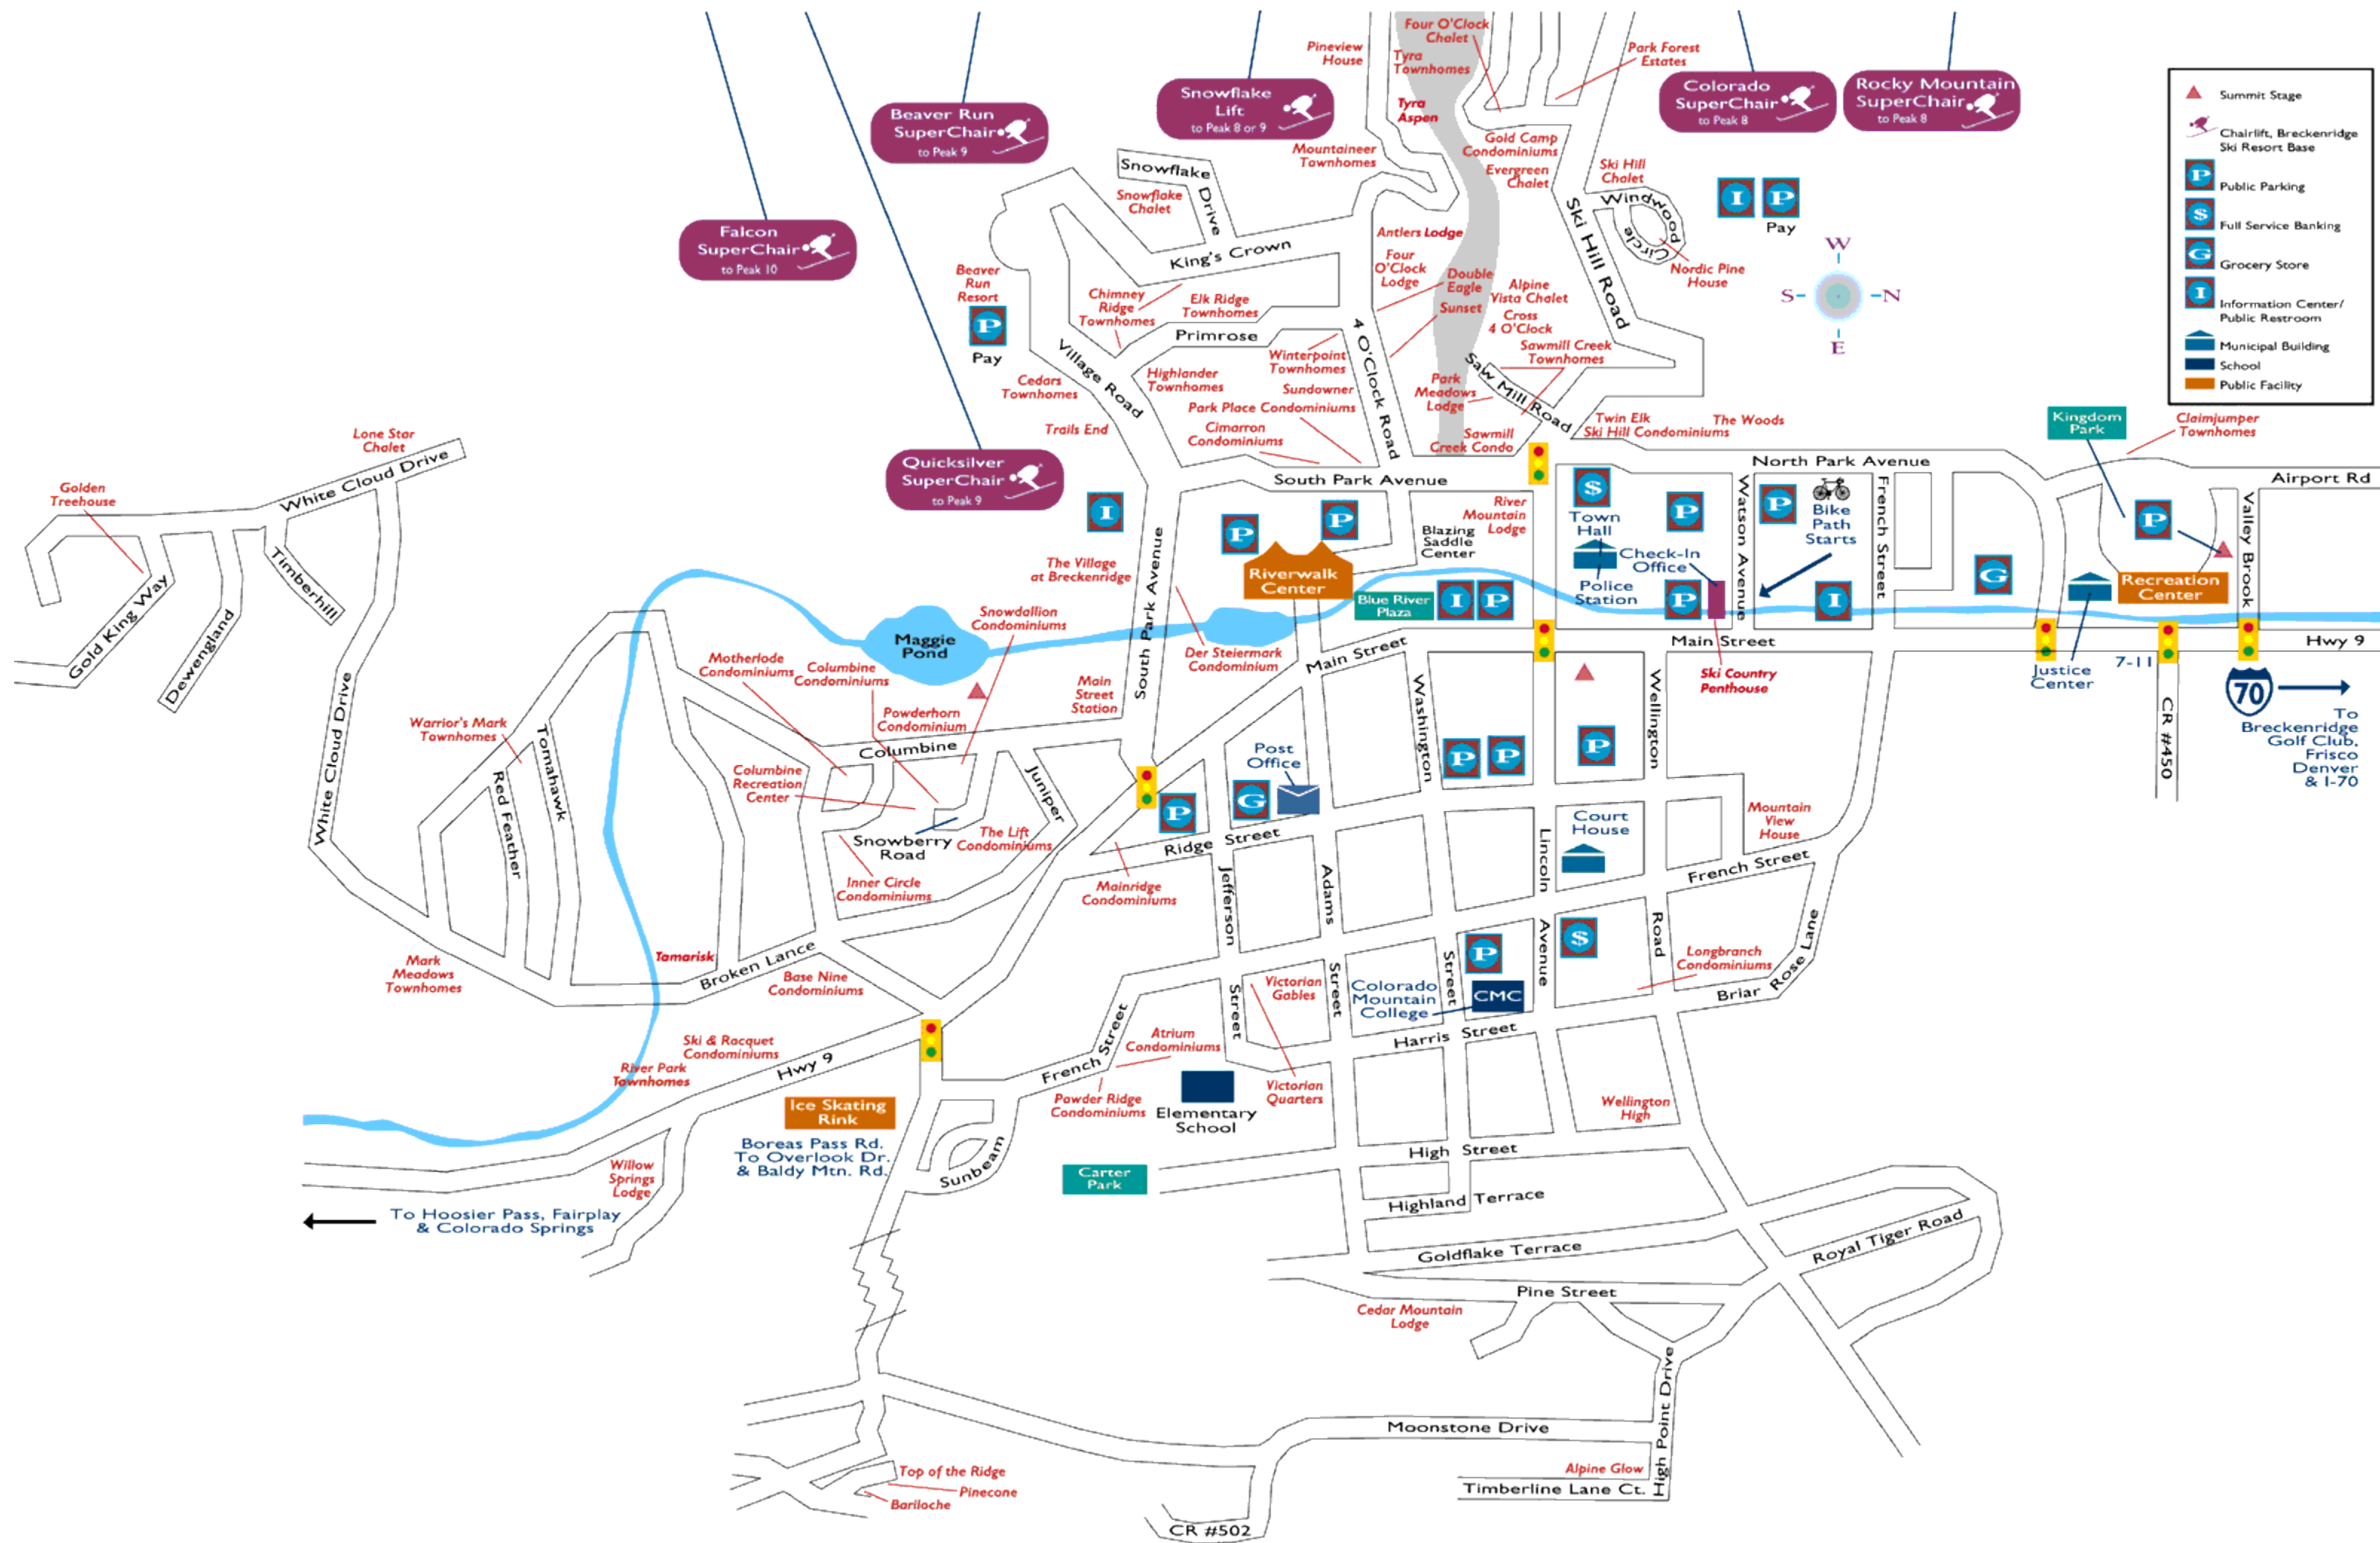 Four O'Clock
Chalet
Pineview
House
Tyra
Townhomes
Park Forest
Estates
Tyra
Aspen
Beaver Run
SuperChair
to Peak 9
Snowflake
Lift
to Peak 8 or 9
Colorado
SuperChair
to Peak 8
Rocky Mountain
SuperChair
to Peak 8
Summit Stage
Chairlift, Breckenridge
Ski Resort Base
P
Public Parking
$
Full Service Banking
G
Grocery Store
I
Information Center/
Public Restroom
Municipal Building
School
Public Facility
Mountaineer
Townhomes
Gold Camp
Condominiums
Evergreen
Chalet
Ski Hill
Chalet
Snowflake
Drive
Snowflake
Chalet
Windwood
Circle
I
P
Pay
Nordic Pine
House
W
S
N
E
Falcon
SuperChair
to Peak 10
King's Crown
Antlers Lodge
Four
O'Clock
Lodge
Double
Eagle
Sunset
Alpine
Vista Chalet
Cross
4 O'Clock
Ski Hill Road
Beaver
Run
Resort
P
Pay
Chimney
Ridge
Townhomes
Elk Ridge
Townhomes
Primrose
Village Road
4 O'Clock Road
Winterpoint
Townhomes
Sawmill Creek
Townhomes
Saw Mill Road
Cedars
Townhomes
Highlander
Townhomes
Sundowner
Park
Meadows
Lodge
Park Place Condominiums
Trails End
Cimarron
Condominiums
Sawmill
Creek Condo
Twin Elk
Ski Hill Condominiums
The Woods
Kingdom
Park
Claimjumper
Townhomes
Lone Star
Chalet
White Cloud Drive
Golden
Treehouse
Quicksilver
SuperChair
to Peak 9
South Park Avenue
North Park Avenue
Airport Rd
I
P
P
River
Mountain
Lodge
Blazing
Saddle
Center
$
Town
Hall
P
Watson Avenue
P
Bike
Path
Starts
French Street
P
Valley Brook
Check-In
Office
Police
Station
P
I
G
Recreation
Center
Timberhill
Gold King Way
Dewengland
The Village
at Breckenridge
South Park Avenue
Riverwalk
Center
Blue River
Plaza
I
P
Snowdallion
Condominiums
Maggie
Pond
Der Steiermark
Condominium
Main Street
Main Street
Hwy 9
Motherlode
Condominiums
Columbine
Condominiums
Main
Street
Station
Powderhorn
Condominium
Ski Country
Penthouse
Justice
Center
7-11
70
To
Breckenridge
Golf Club,
Frisco
Denver
& I-70
CR #450
Warrior's Mark
Townhomes
Tomahawk
Red Feather
White Cloud Drive
Columbine
Columbine
Recreation
Center
Juniper
Snowberry
Road
The Lift
Condominiums
Inner Circle
Condominiums
P
G
Post
Office
Ridge Street
Mainridge
Condominiums
Washington
Street
Wellington
Road
P
P
P
Lincoln
Avenue
Court
House
Mountain
View
House
French Street
Jefferson
Street
Adams
Street
$
P
CMC
Colorado
Mountain
College
Longbranch
Condominiums
Briar Rose Lane
Mark
Meadows
Townhomes
Tamarisk
Broken Lance
Base Nine
Condominiums
Victorian
Gables
Harris Street
French Street
Atrium
Condominiums
Ski & Racquet
Condominiums
River Park
Townhomes
Hwy 9
Ice Skating
Rink
Powder Ridge
Condominiums
Elementary
School
Victorian
Quarters
Wellington
High
Boreas Pass Rd.
To Overlook Dr.
& Baldy Mtn. Rd.
Sunbeam
Carter
Park
High Street
Willow
Springs
Lodge
Highland Terrace
To Hoosier Pass, Fairplay
& Colorado Springs
Goldflake Terrace
Royal Tiger Road
Pine Street
Cedar Mountain
Lodge
High Point Drive
Moonstone Drive
Top of the Ridge
Pinecone
Bariloche
Alpine Glow
Timberline Lane Ct.
CR #502